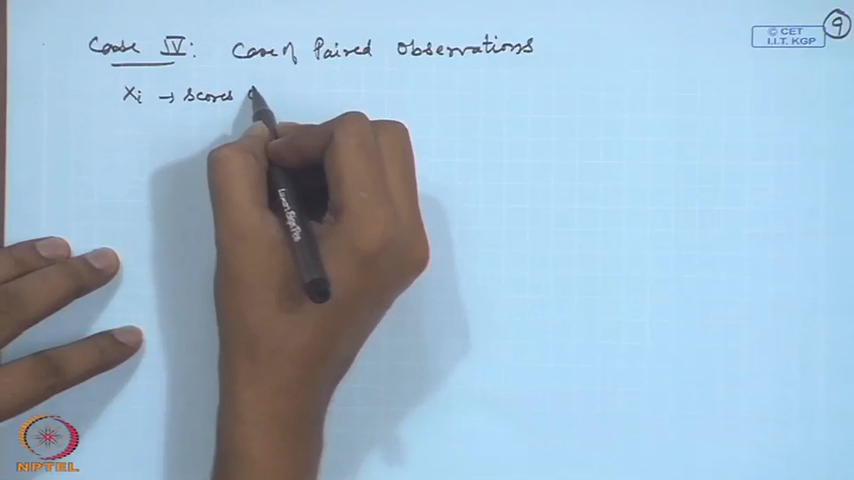 Case IV: Case of Paired Observations
Xi → scores
© CET
I.I.T. KGP
9
NPTEL